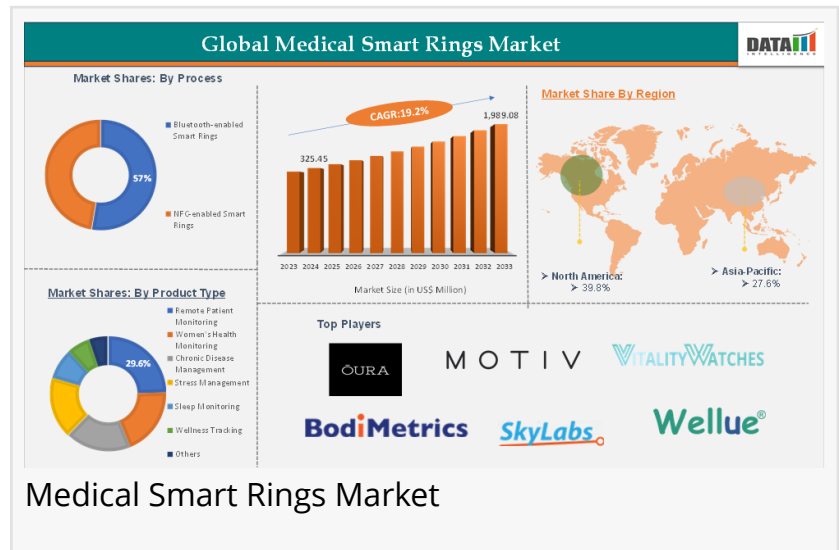 Global Medical Smart Rings Market
DATAM
INTELLIGENCE
Market Shares: By Process
57%
Bluetooth-enabled
Smart Rings
NFG-enabled Smart
Rings
CAGR:19.2%
325.45
1,989.08
2023 2024 2025 2026 2027 2028 2029 2030 2031 2032 2033
Market Size (in US$ Million)
Market Share By Region
➢ North America:
➢ 39.8%
➢ Asia-Pacific:
➢ 27.6%
Market Shares: By Product Type
29.6%
Remote Patient
Monitoring
Women's Health
Monitoring
Chronic Disease
Management
Stress Management
Sleep Monitoring
Wellness Tracking
Others
Top Players
ŌURA
MOTIV
VITALITYWATCHES
BodiMetrics
SkyLabs
Wellue®
Medical Smart Rings Market